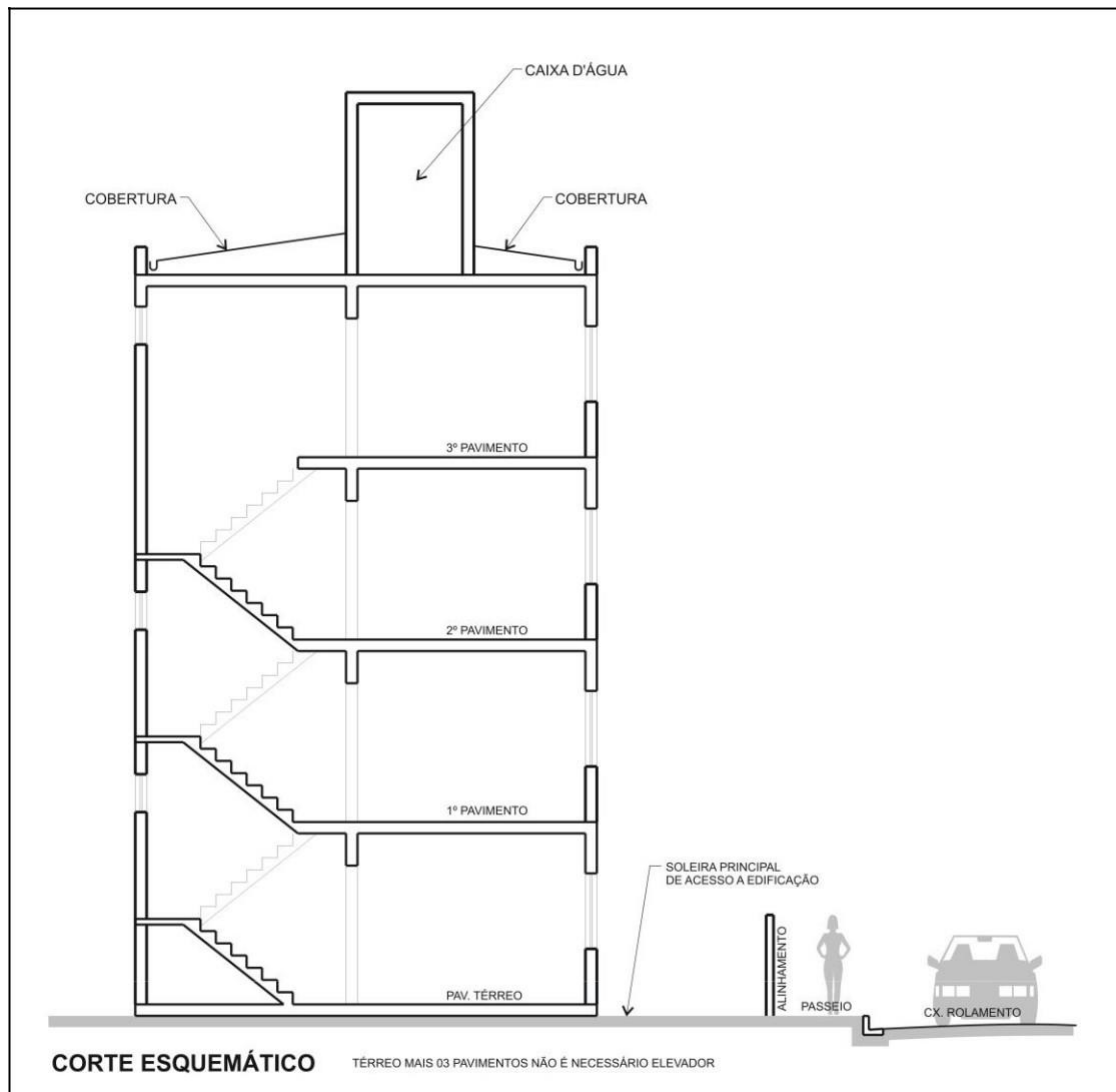 CAIXA D'ÁGUA
COBERTURA
COBERTURA
3º PAVIMENTO
2º PAVIMENTO
1º PAVIMENTO
SOLEIRA PRINCIPAL
DE ACESSO A EDIFICAÇÃO
ALINHAMENTO
PAV. TÉRREO
PASSEIO
CX. ROLAMENTO
CORTE ESQUEMÁTICO
TÉRREO MAIS 03 PAVIMENTOS NÃO É NECESSÁRIO ELEVADOR